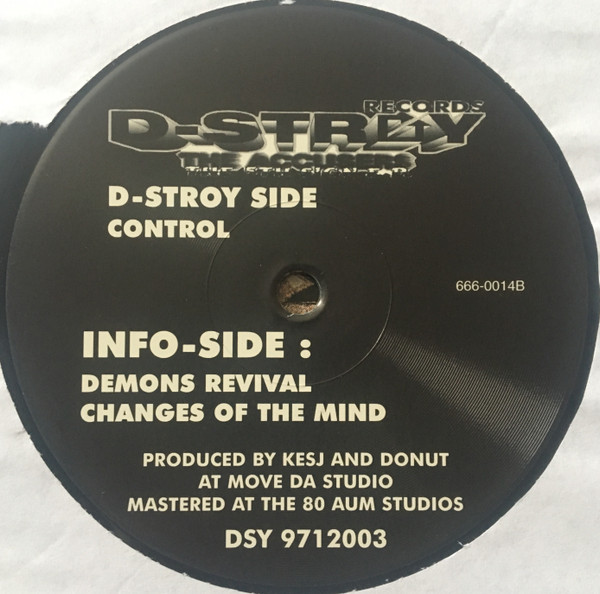 RECORDS
D-STROY
THE ACCUSERS
D-STROY SIDE
CONTROL
666-0014B
INFO-SIDE :
DEMONS REVIVAL
CHANGES OF THE MIND
PRODUCED BY KESJ AND DONUT
AT MOVE DA STUDIO
MASTERED AT THE 80 AUM STUDIOS
DSY 9712003